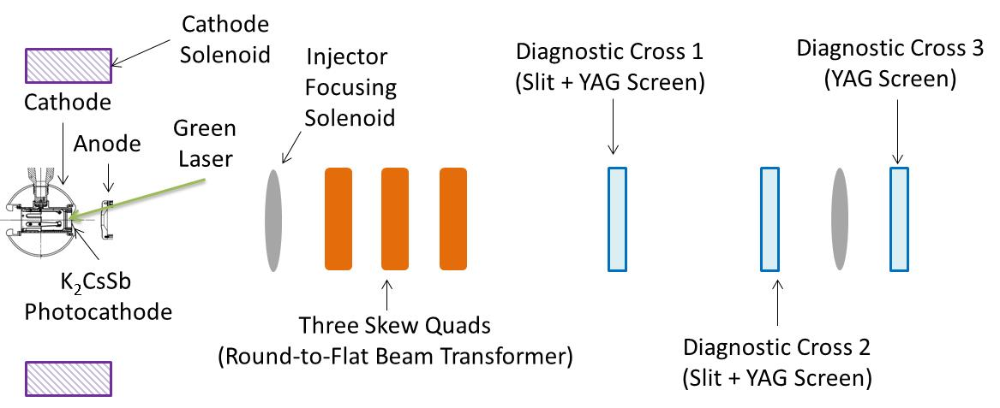 Cathode
Solenoid
Cathode
Anode
Green
Laser
Injector
Focusing
Solenoid
K₂CsSb
Photocathode
Three Skew Quads
(Round-to-Flat Beam Transformer)
Diagnostic Cross 1
(Slit + YAG Screen)
Diagnostic Cross 2
(Slit + YAG Screen)
Diagnostic Cross 3
(YAG Screen)